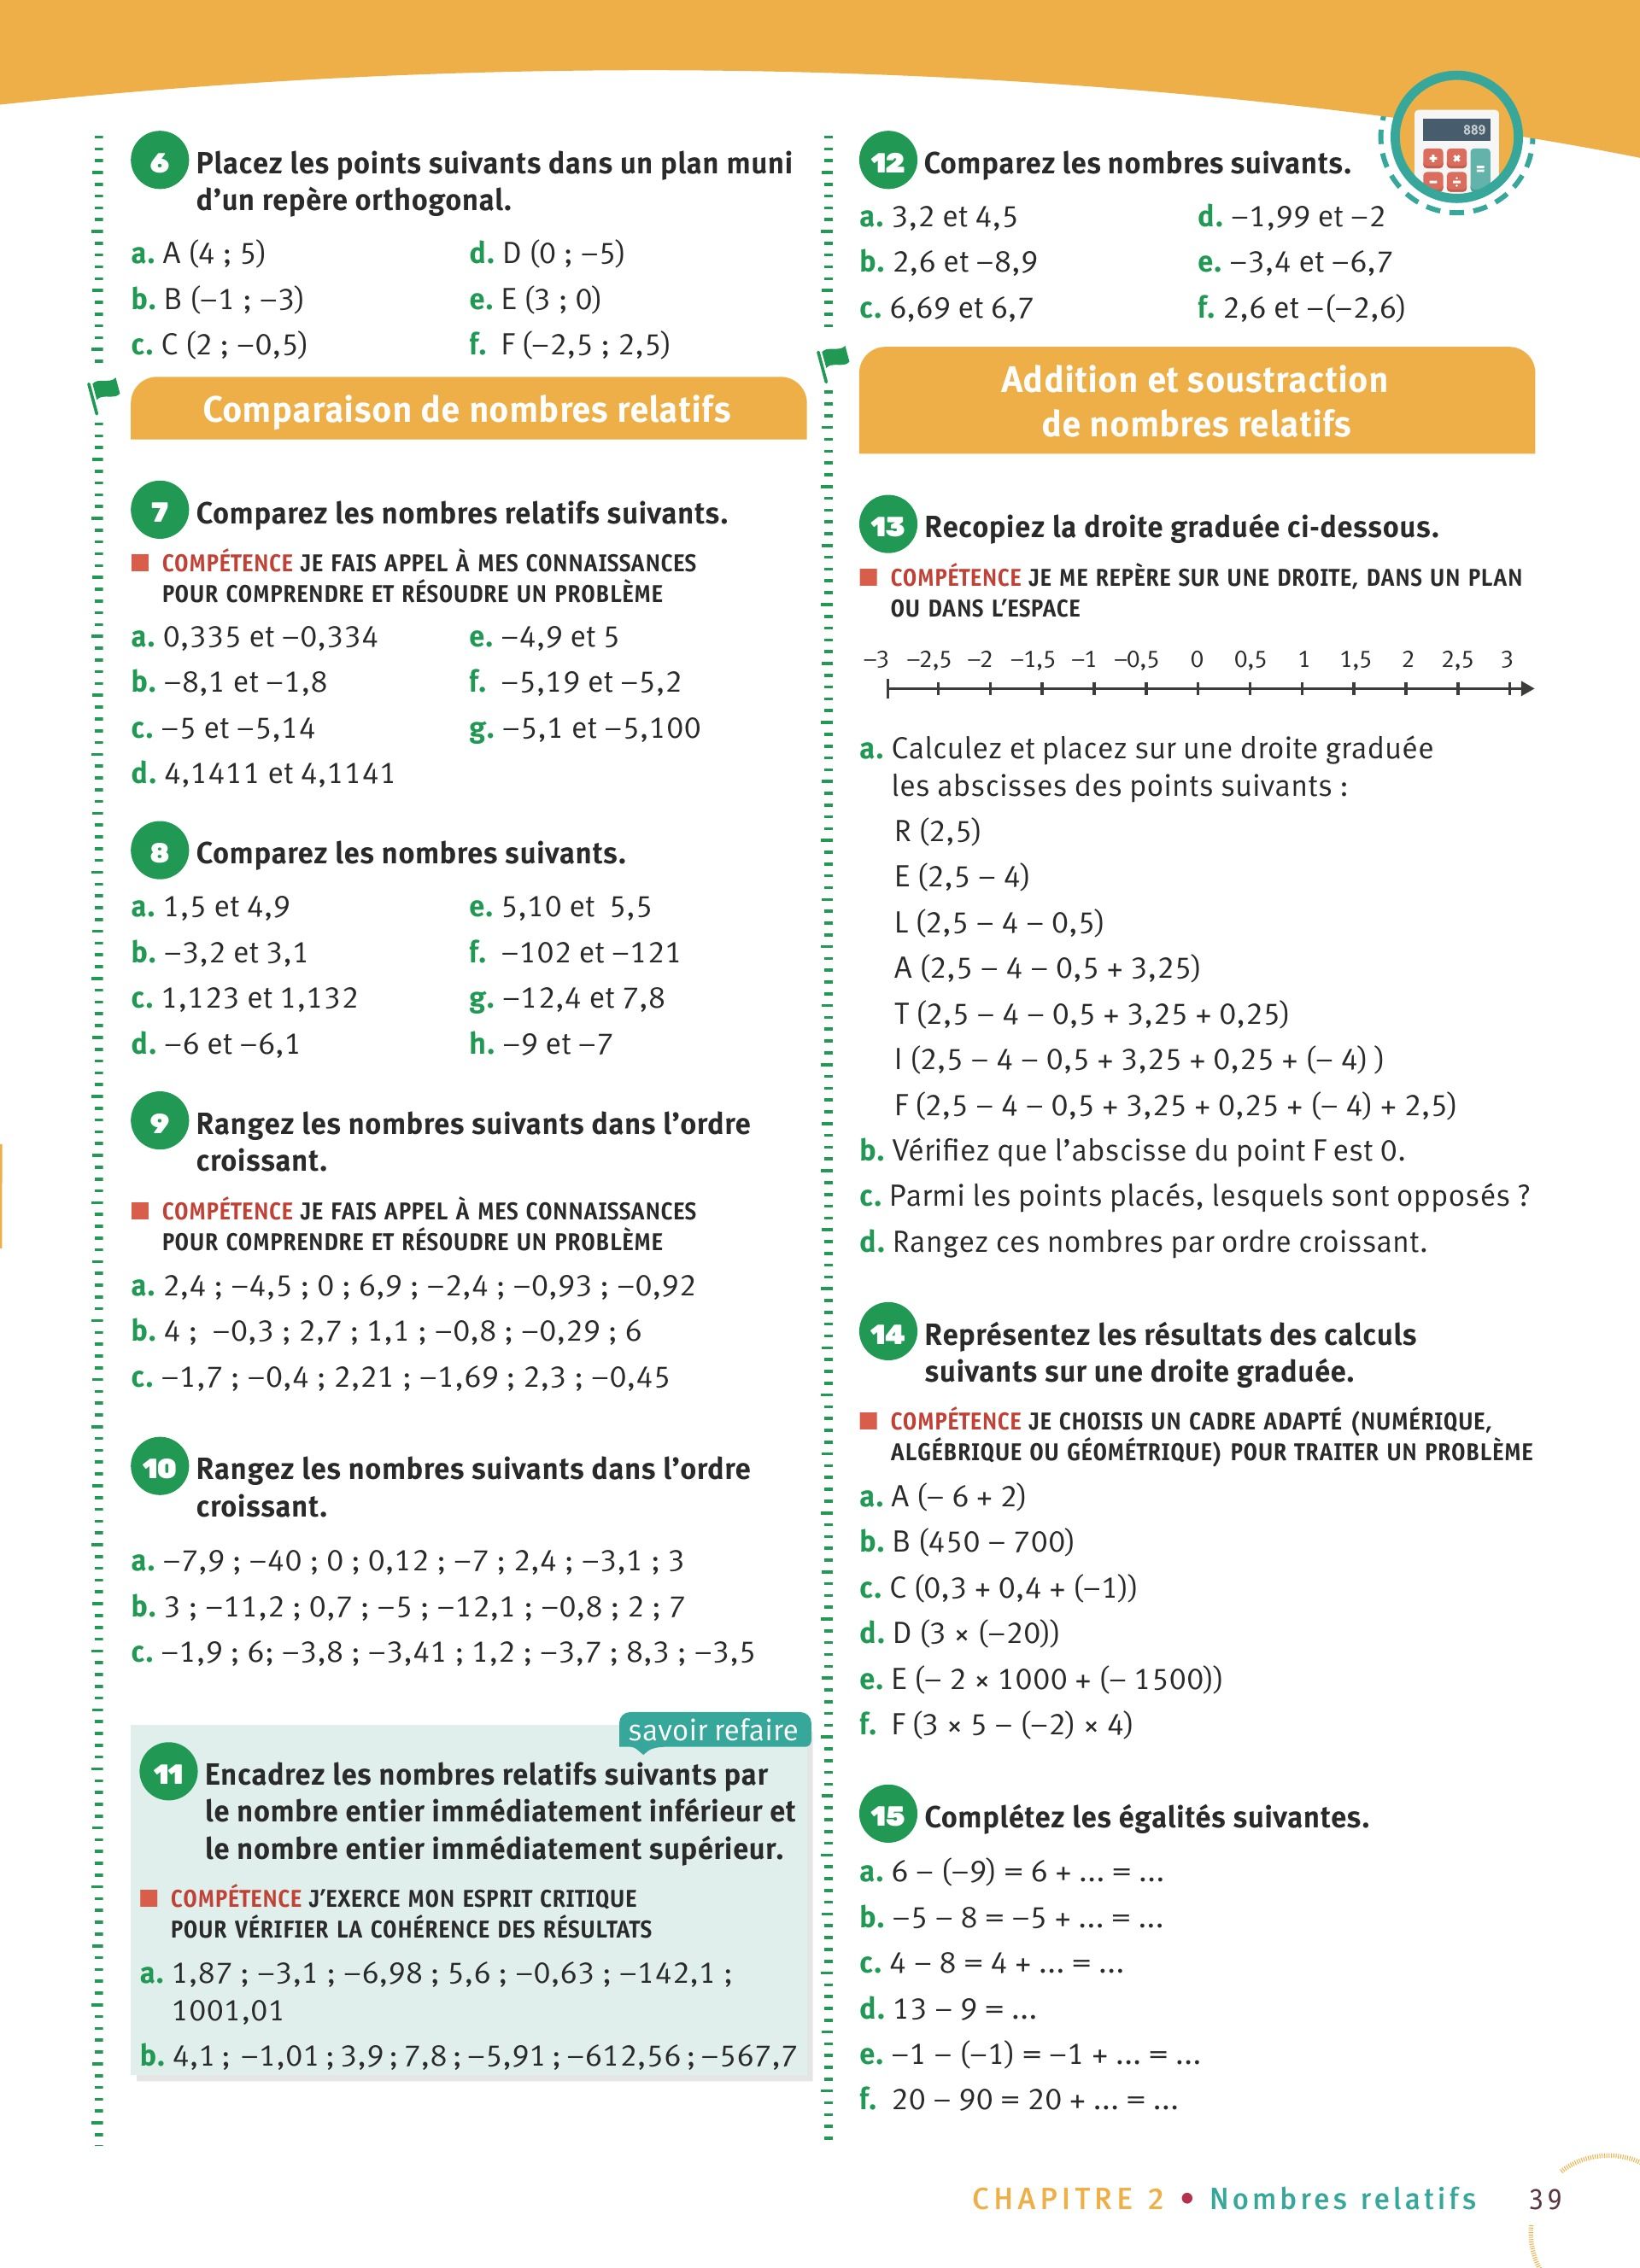 6 Placez les points suivants dans un plan muni
d’un repère orthogonal.
a. A (4 ; 5)
b. B (–1 ; –3)
c. C (2 ; –0,5)
d. D (0 ; –5)
e. E (3 ; 0)
f. F (–2,5 ; 2,5)
Comparaison de nombres relatifs
7 Comparez les nombres relatifs suivants.
COMPÉTENCE JE FAIS APPEL À MES CONNAISSANCES
POUR COMPRENDRE ET RÉSOUDRE UN PROBLÈME
a. 0,335 et –0,334
b. –8,1 et –1,8
c. –5 et –5,14
d. 4,1411 et 4,1141
e. –4,9 et 5
f. –5,19 et –5,2
g. –5,1 et –5,100
8 Comparez les nombres suivants.
a. 1,5 et 4,9
b. –3,2 et 3,1
c. 1,123 et 1,132
d. –6 et –6,1
e. 5,10 et 5,5
f. –102 et –121
g. –12,4 et 7,8
h. –9 et –7
9 Rangez les nombres suivants dans l’ordre
croissant.
COMPÉTENCE JE FAIS APPEL À MES CONNAISSANCES
POUR COMPRENDRE ET RÉSOUDRE UN PROBLÈME
a. 2,4 ; –4,5 ; 0 ; 6,9 ; –2,4 ; –0,93 ; –0,92
b. 4 ; –0,3 ; 2,7 ; 1,1 ; –0,8 ; –0,29 ; 6
c. –1,7 ; –0,4 ; 2,21 ; –1,69 ; 2,3 ; –0,45
10 Rangez les nombres suivants dans l’ordre
croissant.
a. –7,9 ; –40 ; 0 ; 0,12 ; –7 ; 2,4 ; –3,1 ; 3
b. 3 ; –11,2 ; 0,7 ; –5 ; –12,1 ; –0,8 ; 2 ; 7
c. –1,9 ; 6; –3,8 ; –3,41 ; 1,2 ; –3,7 ; 8,3 ; –3,5
savoir refaire
11 Encadrez les nombres relatifs suivants par
le nombre entier immédiatement inférieur et
le nombre entier immédiatement supérieur.
COMPÉTENCE J’EXERCE MON ESPRIT CRITIQUE
POUR VÉRIFIER LA COHÉRENCE DES RÉSULTATS
a. 1,87 ; –3,1 ; –6,98 ; 5,6 ; –0,63 ; –142,1 ;
1001,01
b. 4,1 ; –1,01 ; 3,9 ; 7,8 ; –5,91 ; –612,56 ; –567,7
889
12 Comparez les nombres suivants.
a. 3,2 et 4,5
b. 2,6 et –8,9
c. 6,69 et 6,7
d. –1,99 et –2
e. –3,4 et –6,7
f. 2,6 et –(–2,6)
Addition et soustraction
de nombres relatifs
13 Recopiez la droite graduée ci-dessous.
COMPÉTENCE JE ME REPÈRE SUR UNE DROITE, DANS UN PLAN
OU DANS L’ESPACE
–3 –2,5 –2 –1,5 –1 –0,5 0 0,5 1 1,5 2 2,5 3
a. Calculez et placez sur une droite graduée
les abscisses des points suivants :
R (2,5)
E (2,5 – 4)
L (2,5 – 4 – 0,5)
A (2,5 – 4 – 0,5 + 3,25)
T (2,5 – 4 – 0,5 + 3,25 + 0,25)
I (2,5 – 4 – 0,5 + 3,25 + 0,25 + (– 4) )
F (2,5 – 4 – 0,5 + 3,25 + 0,25 + (– 4) + 2,5)
b. Vérifiez que l’abscisse du point F est 0.
c. Parmi les points placés, lesquels sont opposés ?
d. Rangez ces nombres par ordre croissant.
14 Représentez les résultats des calculs
suivants sur une droite graduée.
COMPÉTENCE JE CHOISIS UN CADRE ADAPTÉ (NUMÉRIQUE,
ALGÉBRIQUE OU GÉOMÉTRIQUE) POUR TRAITER UN PROBLÈME
a. A (– 6 + 2)
b. B (450 – 700)
c. C (0,3 + 0,4 + (–1))
d. D (3 × (–20))
e. E (– 2 × 1000 + (– 1500))
f. F (3 × 5 – (–2) × 4)
15 Complétez les égalités suivantes.
a. 6 – (–9) = 6 + ... = ...
b. –5 – 8 = –5 + ... = ...
c. 4 – 8 = 4 + ... = ...
d. 13 – 9 = ...
e. –1 – (–1) = –1 + ... = ...
f. 20 – 90 = 20 + ... = ...
CHAPITRE 2 • Nombres relatifs 39